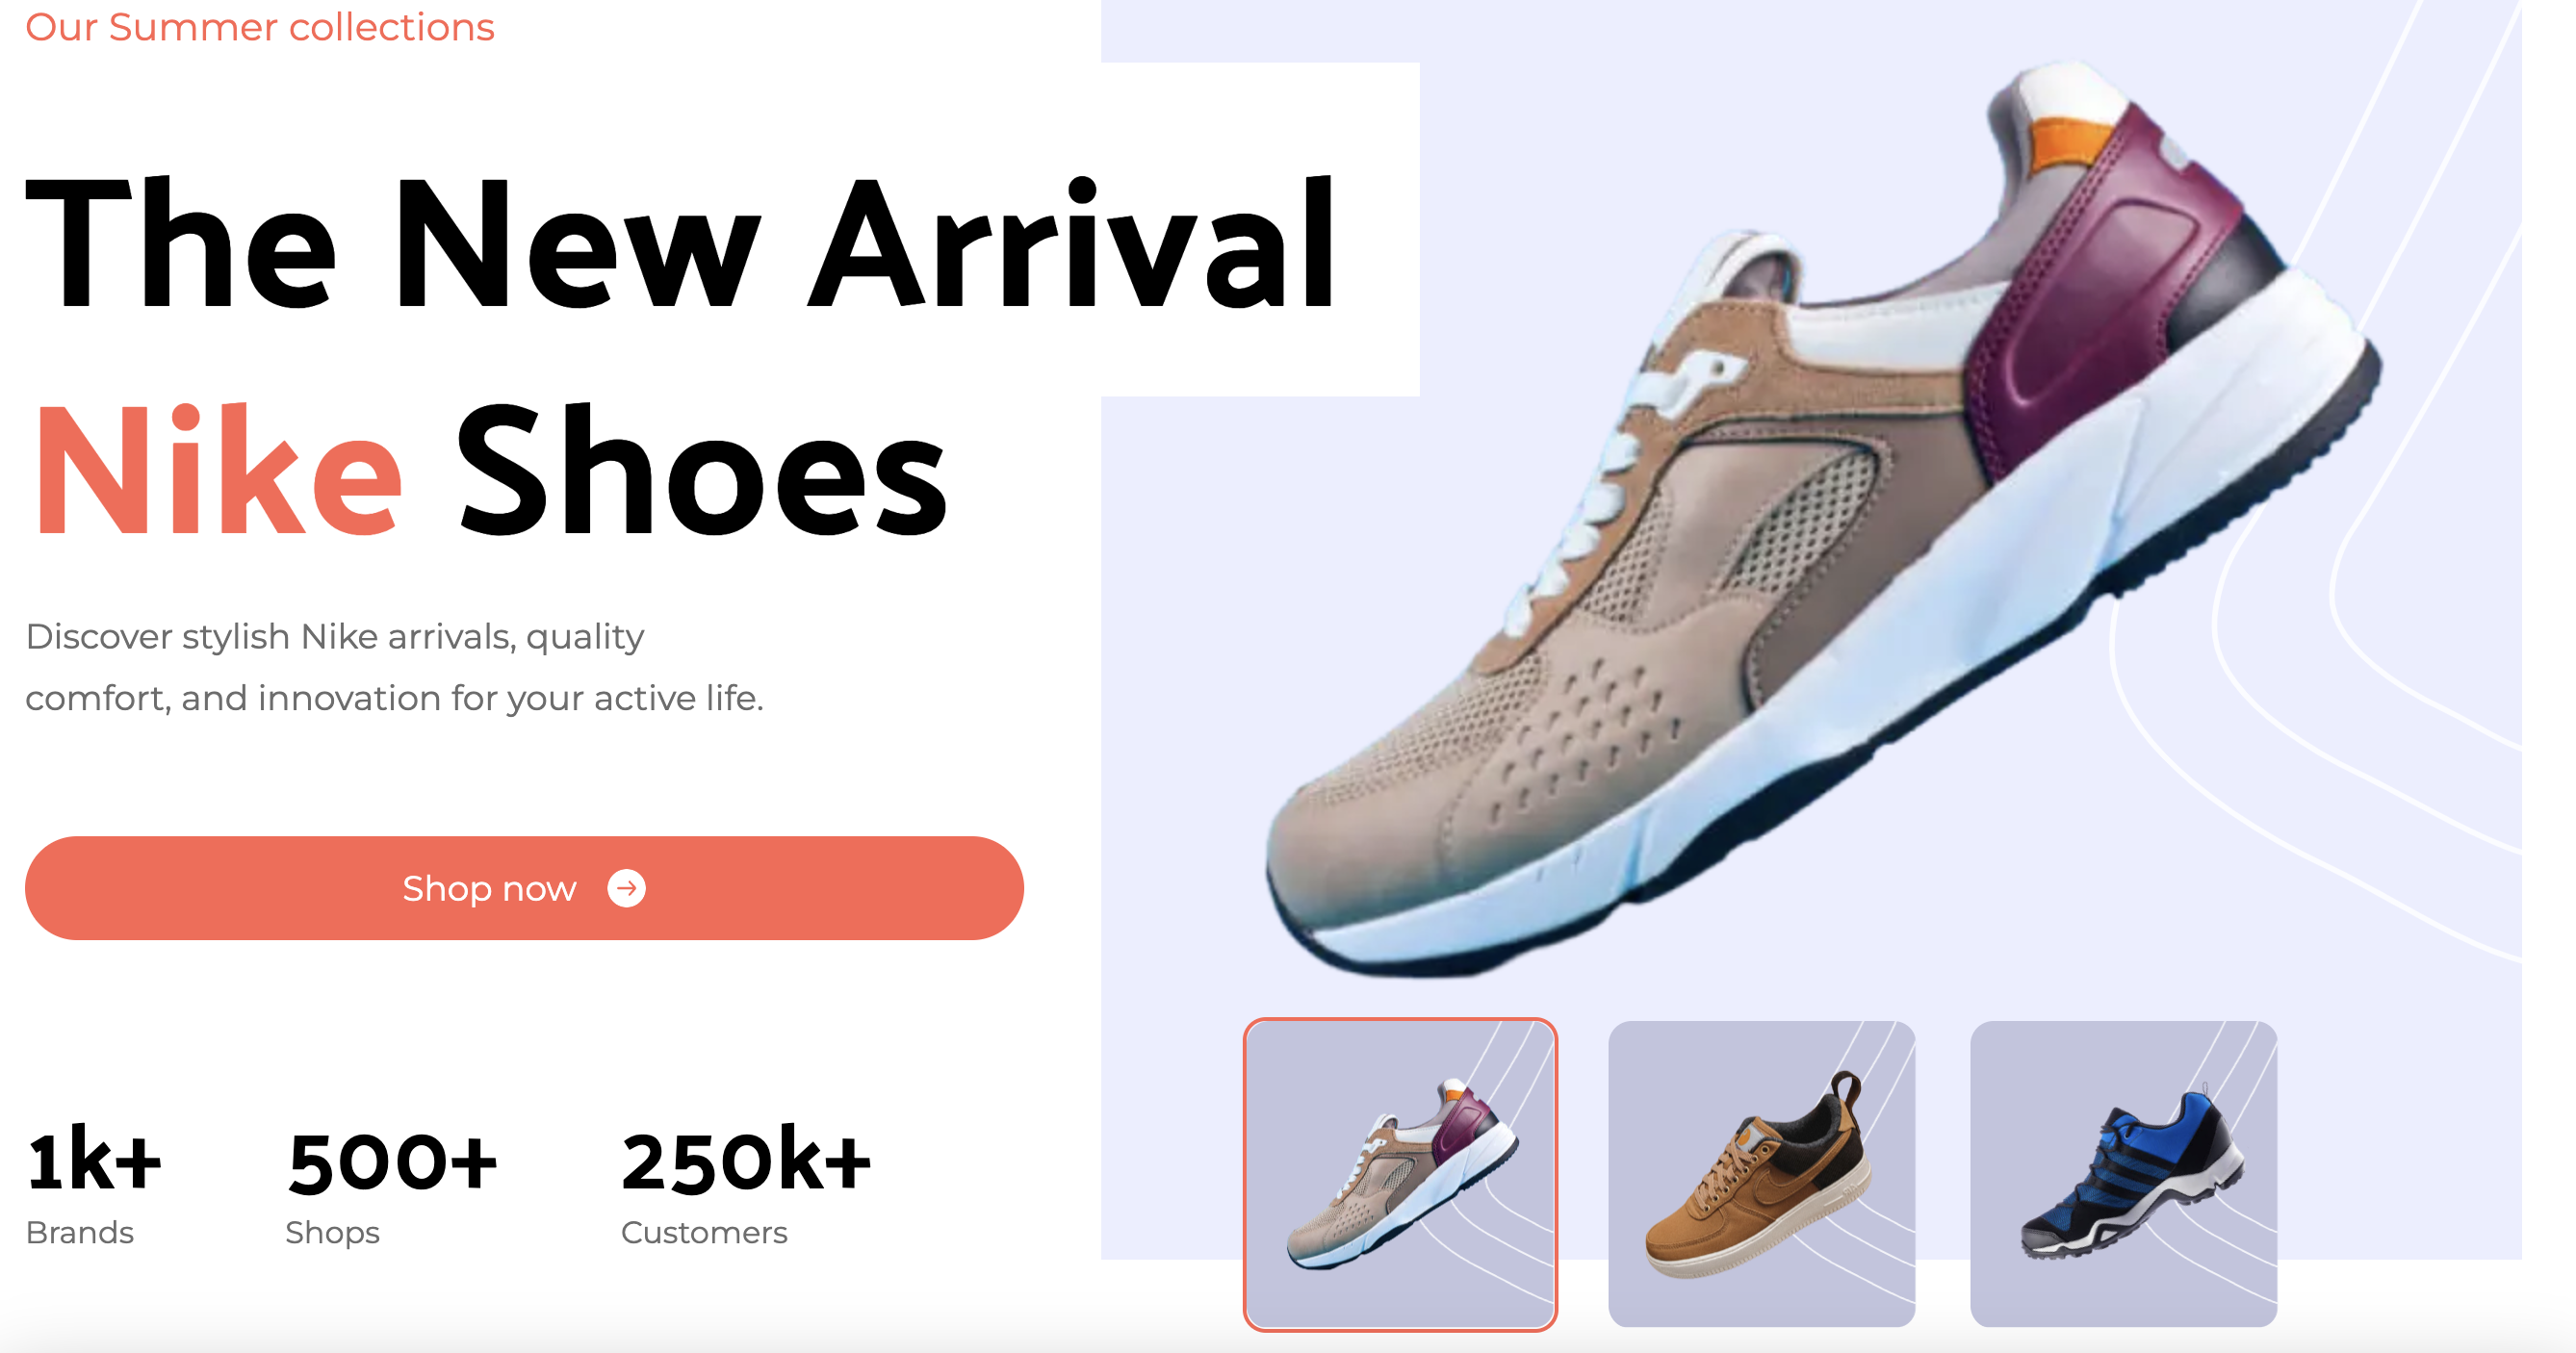 Our Summer collections
The New Arrival
Nike Shoes
Discover stylish Nike arrivals, quality
comfort, and innovation for your active life.
Shop now
1k+ 500+ 250k+
Brands Shops Customers